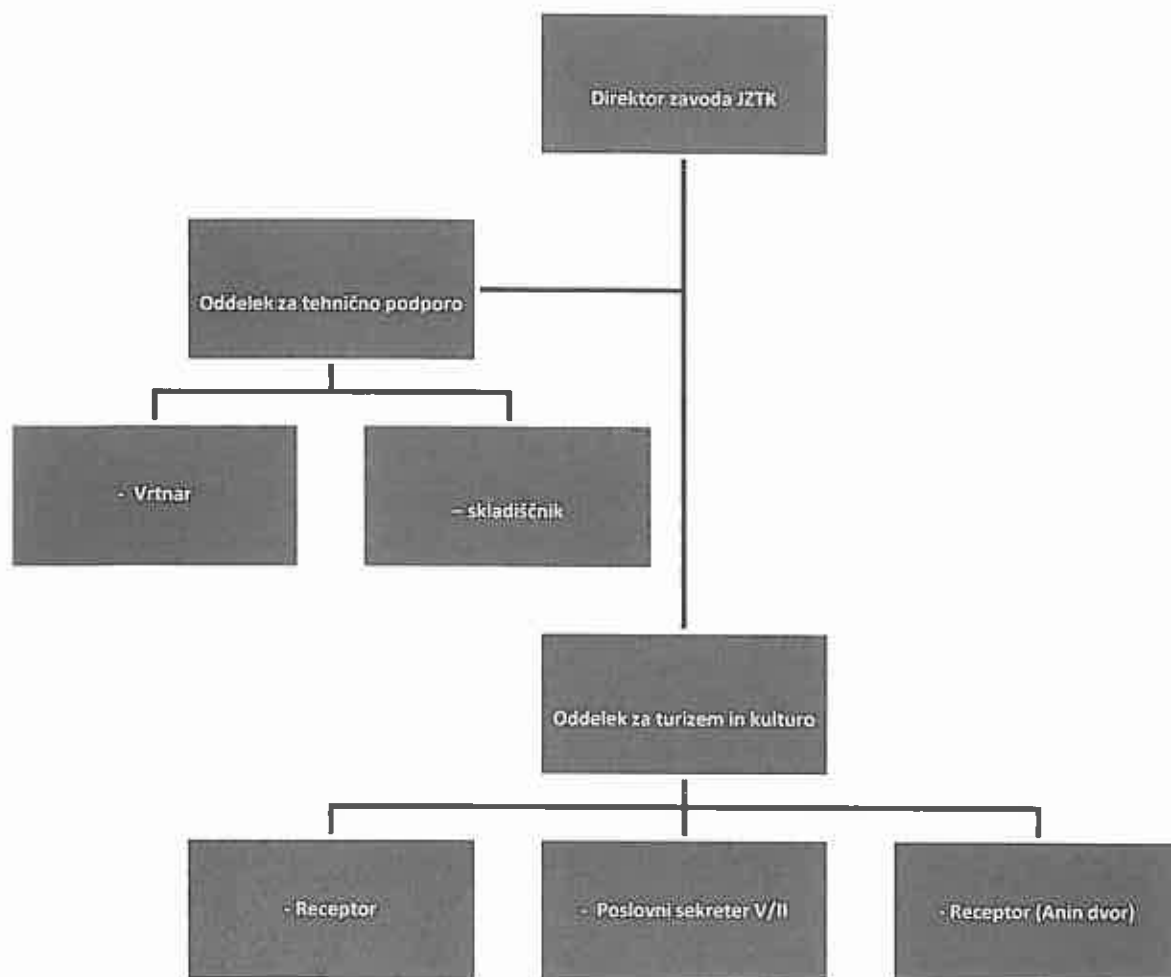 Direktor zavoda JZTK
Oddelek za tehnično podporo
- Vrtnar
– skladiščnik
Oddelek za turizem in kulturo
- Receptor
- Poslovni sekreter V/II
- Receptor (Anin dvor)